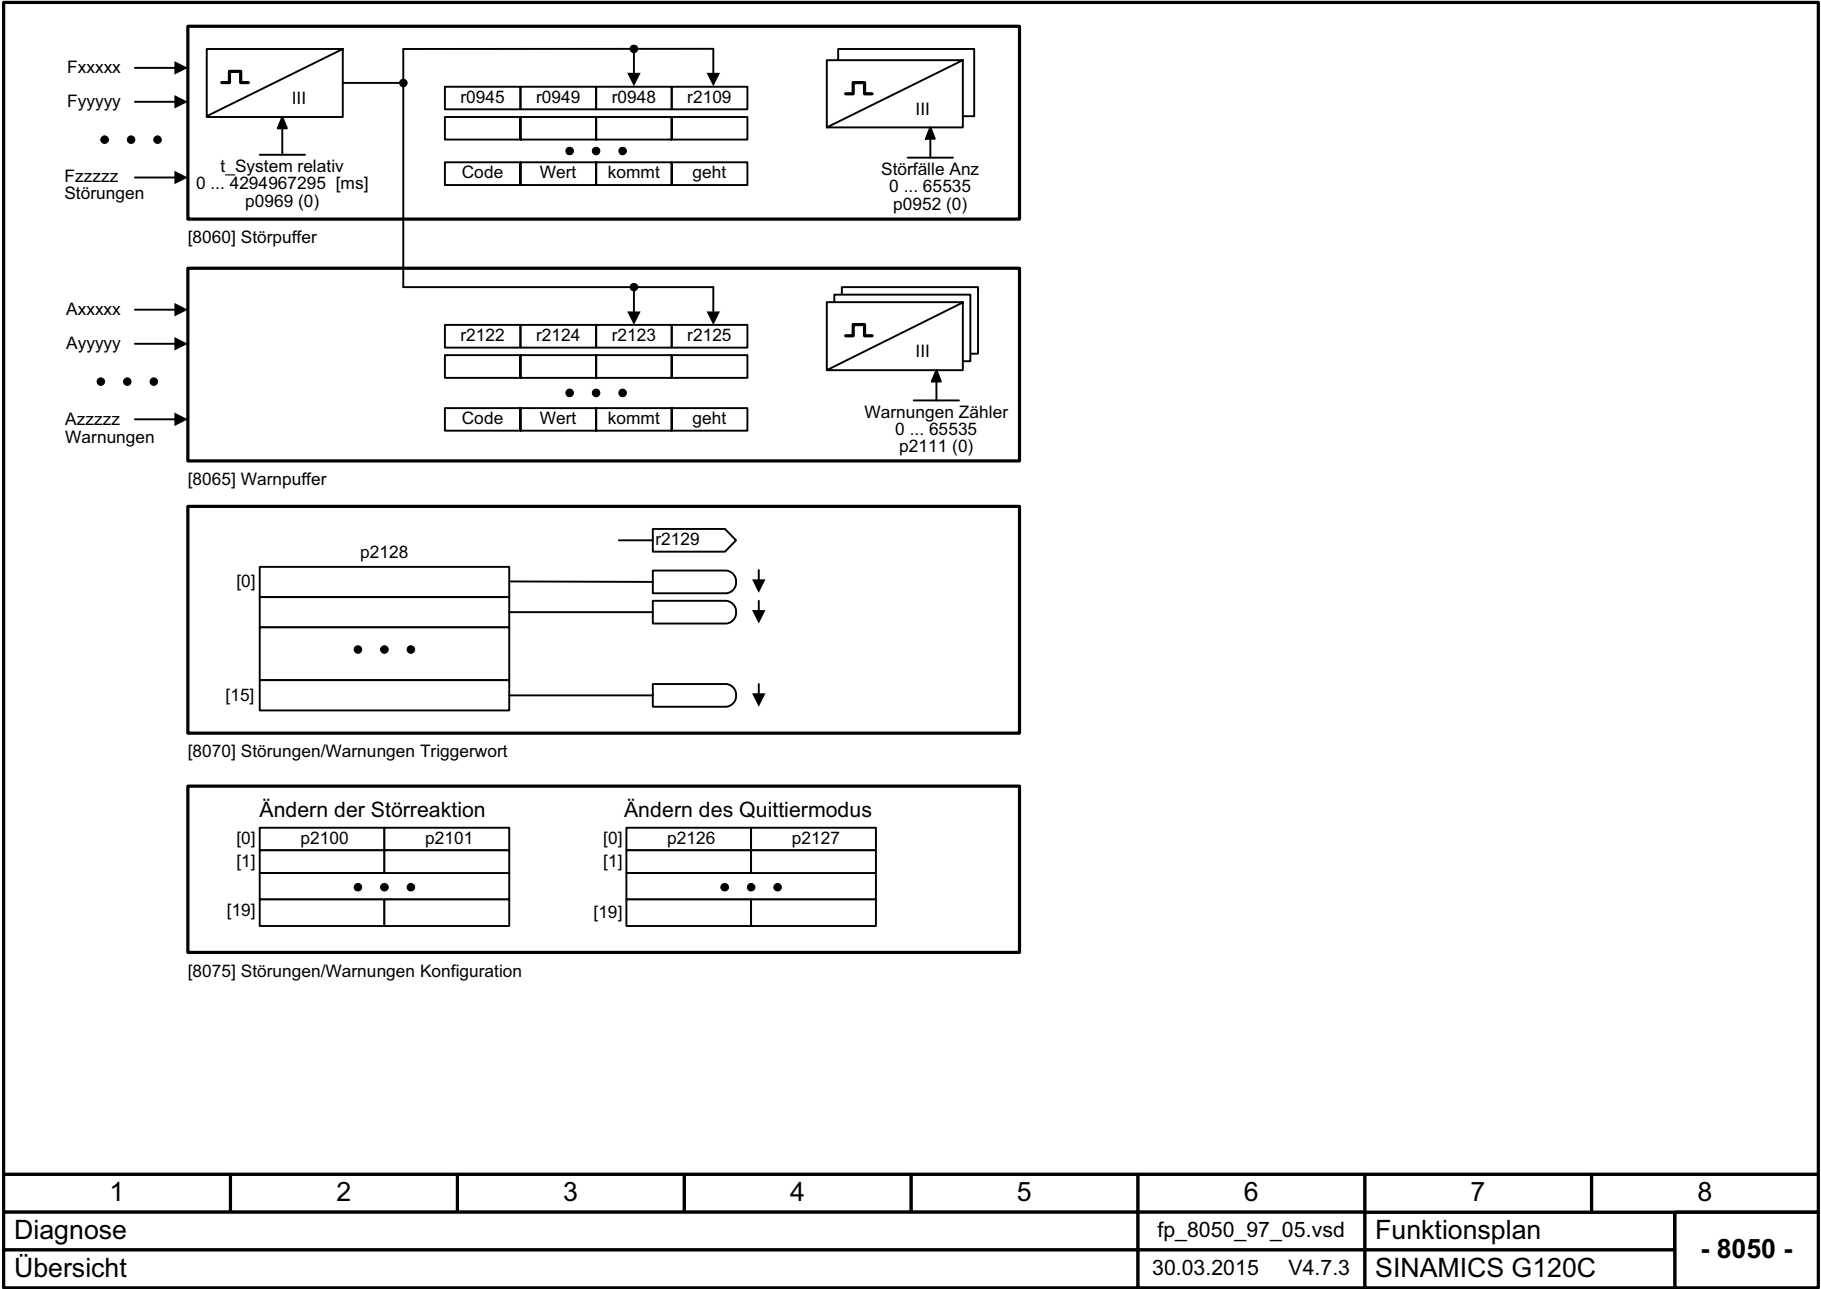 Fxxxxx
Fyyyyy
Fzzzzz
Störungen
III
t_System relativ
0 ... 4294967295 [ms]
p0969 (0)
r0945 r0949 r0948 r2109
Code Wert kommt geht
III
Störfälle Anz
0 ... 65535
p0952 (0)
[8060] Störpuffer
Axxxxx
Ayyyyy
Azzzzz
Warnungen
r2122 r2124 r2123 r2125
Code Wert kommt geht
III
Warnungen Zähler
0 ... 65535
p2111 (0)
[8065] Warnpuffer
p2128
r2129
[0]
[15]
[8070] Störungen/Warnungen Triggerwort
Ändern der Störreaktion
[0] p2100 p2101
[1]
[19]
Ändern des Quittiermodus
[0] p2126 p2127
[1]
[19]
[8075] Störungen/Warnungen Konfiguration
1 2 3 4 5 6 7 8
Diagnose fp_8050_97_05.vsd Funktionsplan
- 8050 -
Übersicht 30.03.2015 V4.7.3 SINAMICS G120C